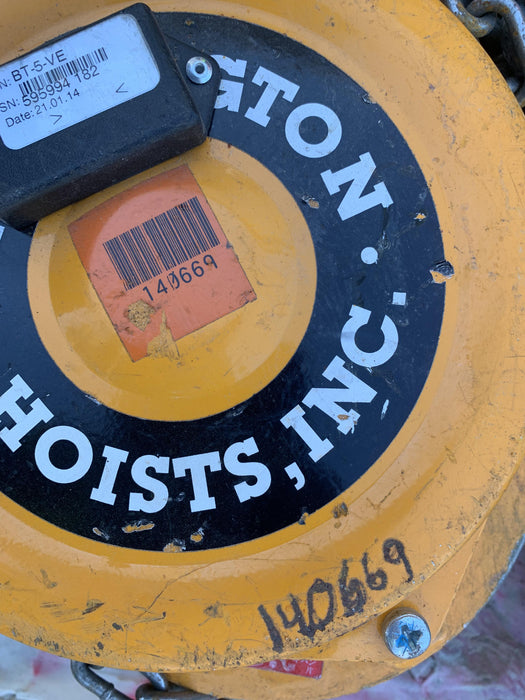 N: BT-5-VE
SN: 595994 182
Date: 21.01.14
GTON
HOISTS, INC.
140669
140669